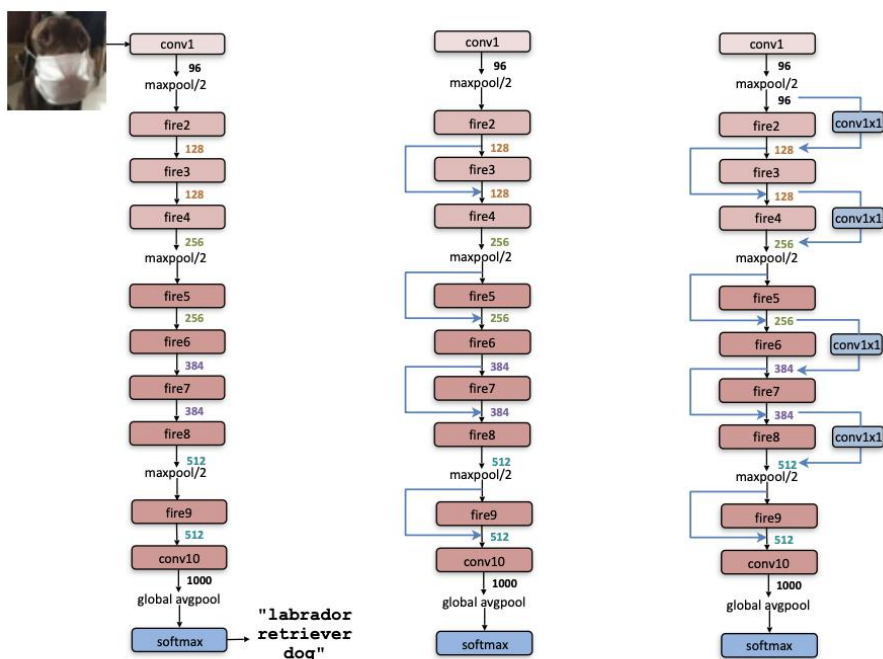 conv1
96
maxpool/2
fire2
128
fire3
128
fire4
256
maxpool/2
fire5
256
fire6
384
fire7
384
fire8
512
maxpool/2
fire9
512
conv10
1000
global avgpool
softmax
"labrador
retriever
dog"
conv1
96
maxpool/2
fire2
128
fire3
128
fire4
256
maxpool/2
fire5
256
fire6
384
fire7
384
fire8
512
maxpool/2
fire9
512
conv10
1000
global avgpool
softmax
conv1
96
maxpool/2
96
conv1x1
fire2
128
fire3
128
conv1x1
fire4
256
maxpool/2
fire5
256
conv1x1
fire6
384
fire7
384
conv1x1
fire8
512
maxpool/2
fire9
512
conv10
1000
global avgpool
softmax